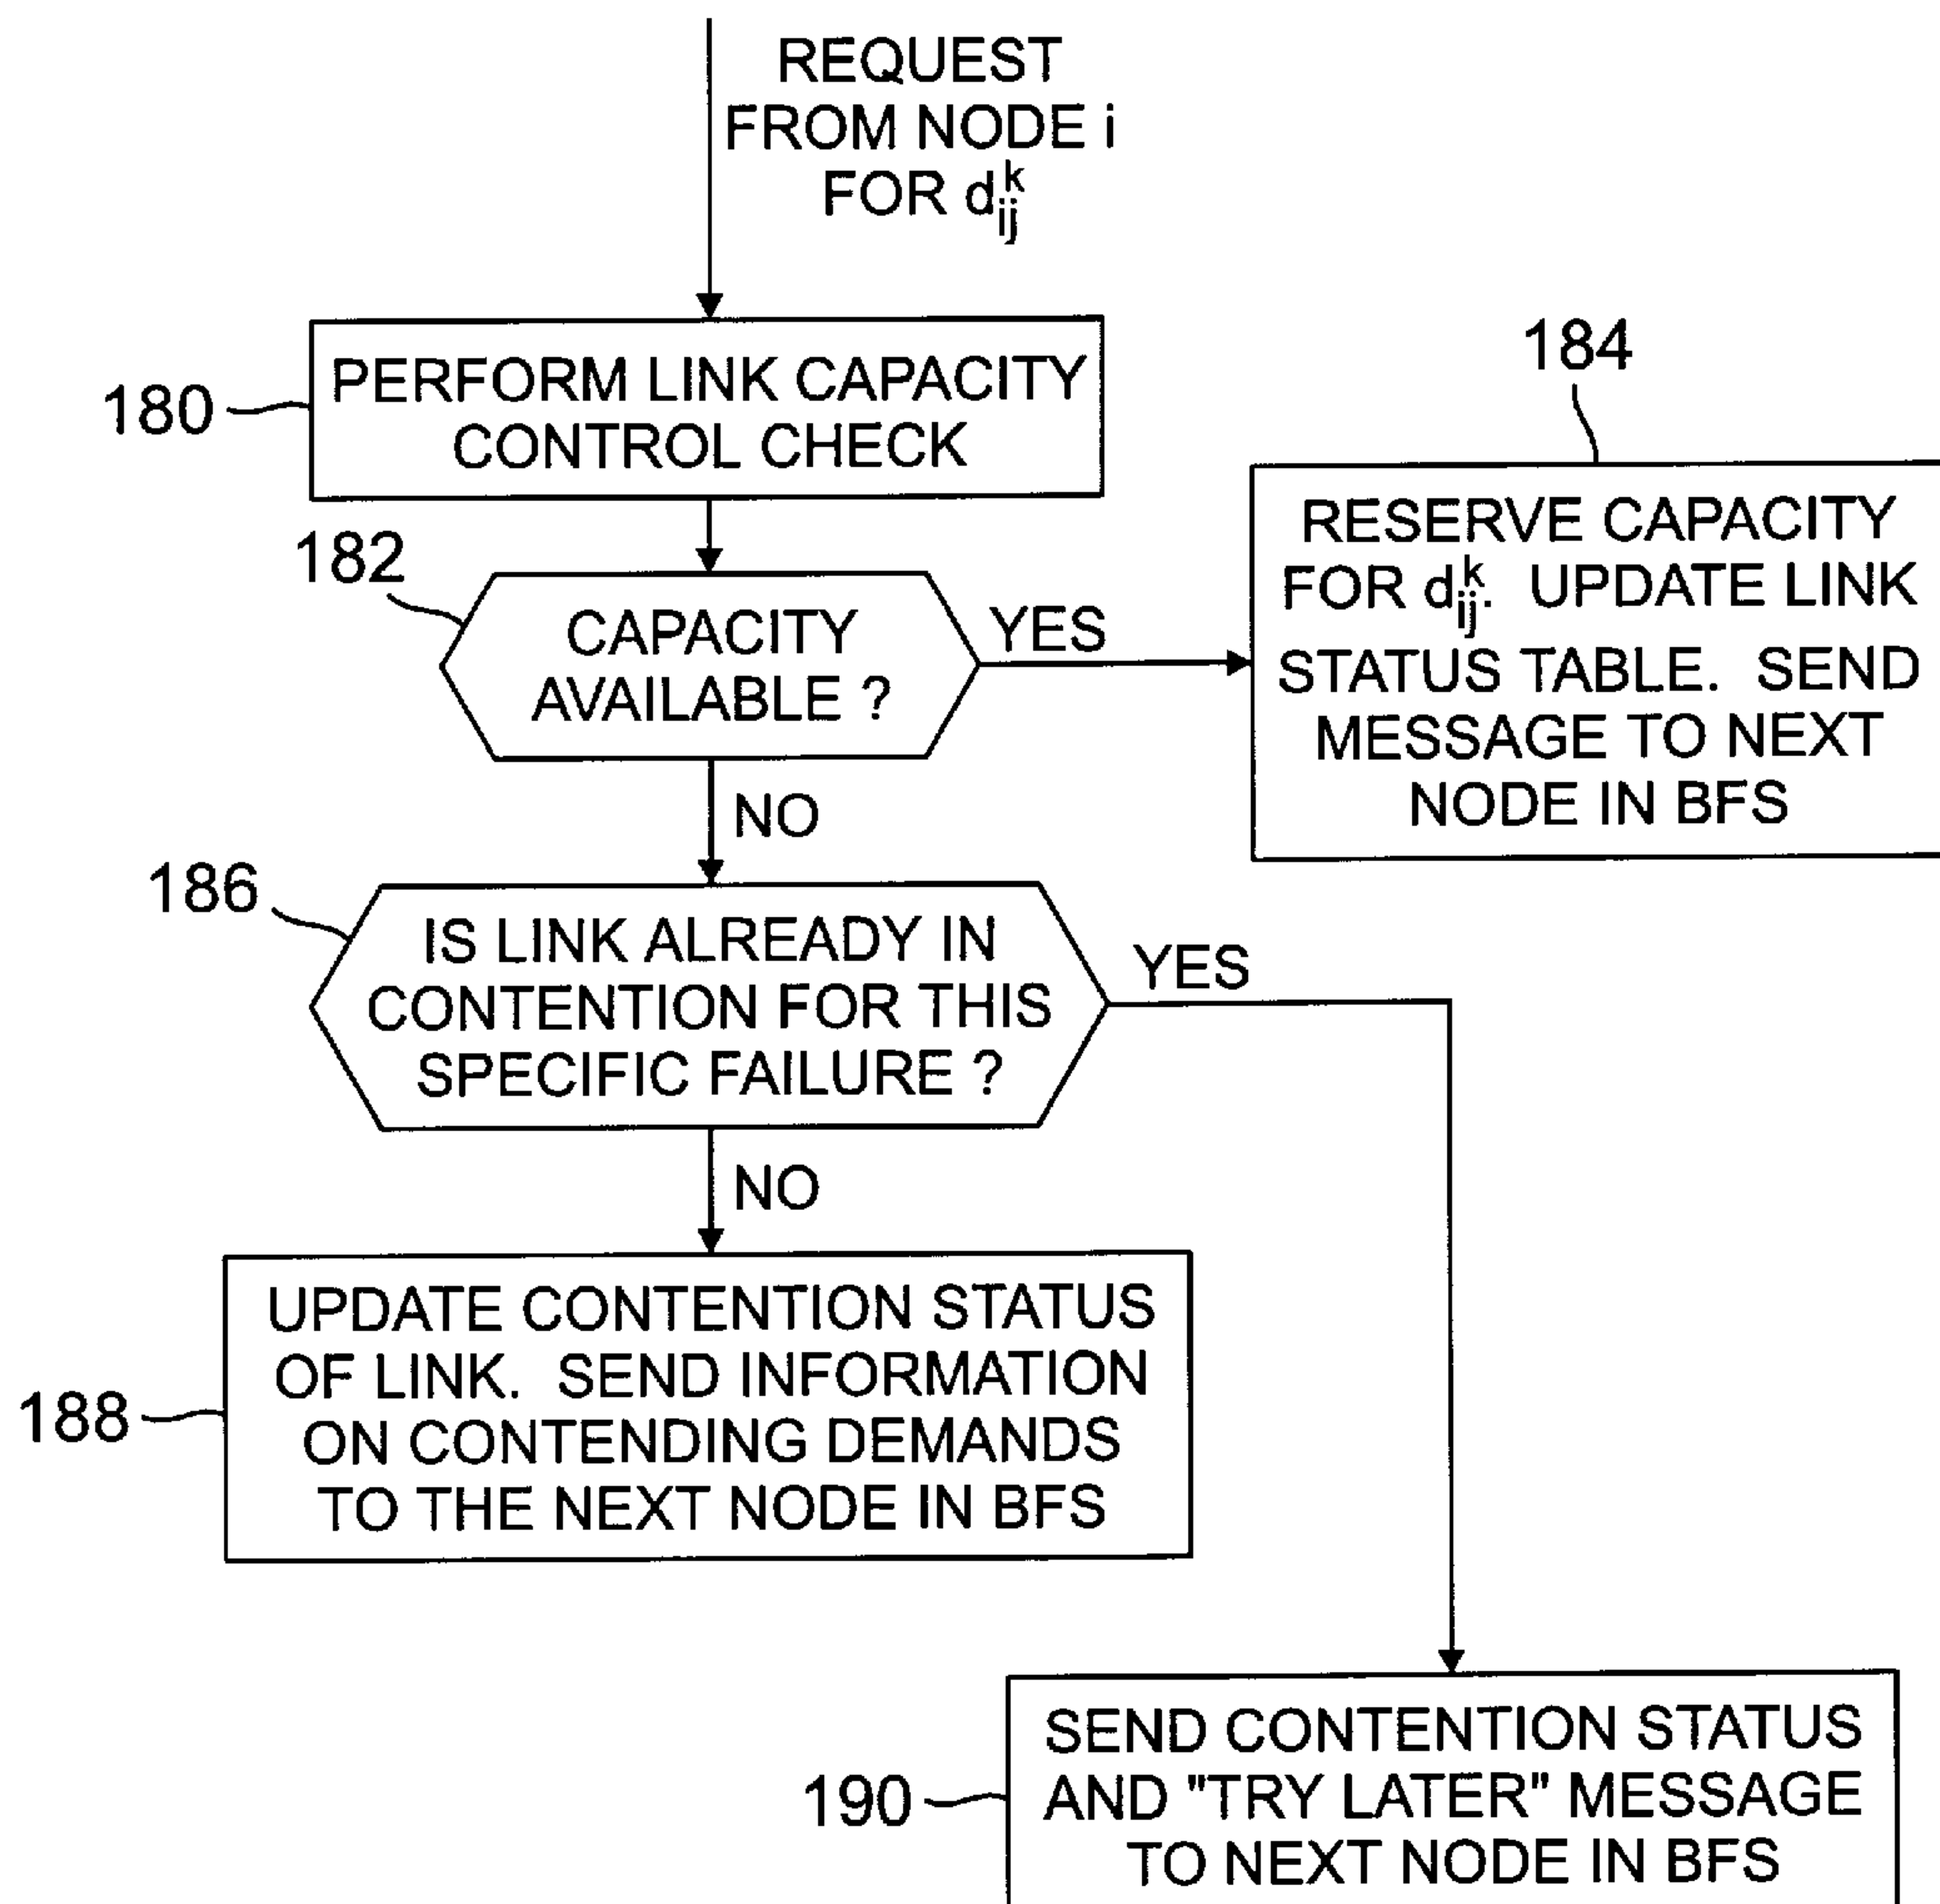 REQUEST
FROM NODE i
FOR d_ij^k
180
PERFORM LINK CAPACITY
CONTROL CHECK
182
CAPACITY
AVAILABLE ?
YES
184
RESERVE CAPACITY
FOR d_ij^k. UPDATE LINK
STATUS TABLE. SEND
MESSAGE TO NEXT
NODE IN BFS
NO
186
IS LINK ALREADY IN
CONTENTION FOR THIS
SPECIFIC FAILURE ?
YES
NO
188
UPDATE CONTENTION STATUS
OF LINK. SEND INFORMATION
ON CONTENDING DEMANDS
TO THE NEXT NODE IN BFS
190
SEND CONTENTION STATUS
AND "TRY LATER" MESSAGE
TO NEXT NODE IN BFS